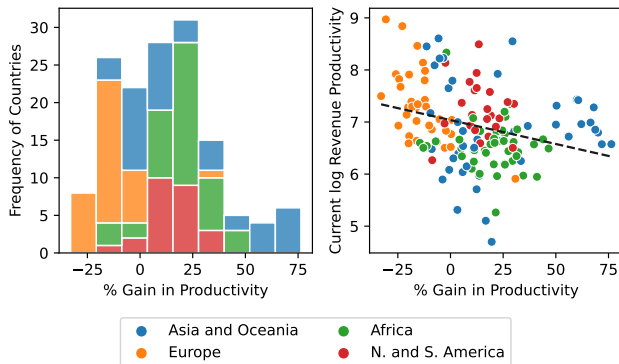 30
25
20
15
10
5
0
Frequency of Countries
−25
0
25
50
75
% Gain in Productivity
9
8
7
6
5
Current log Revenue Productivity
−25
0
25
50
75
% Gain in Productivity
Asia and Oceania
Europe
Africa
N. and S. America